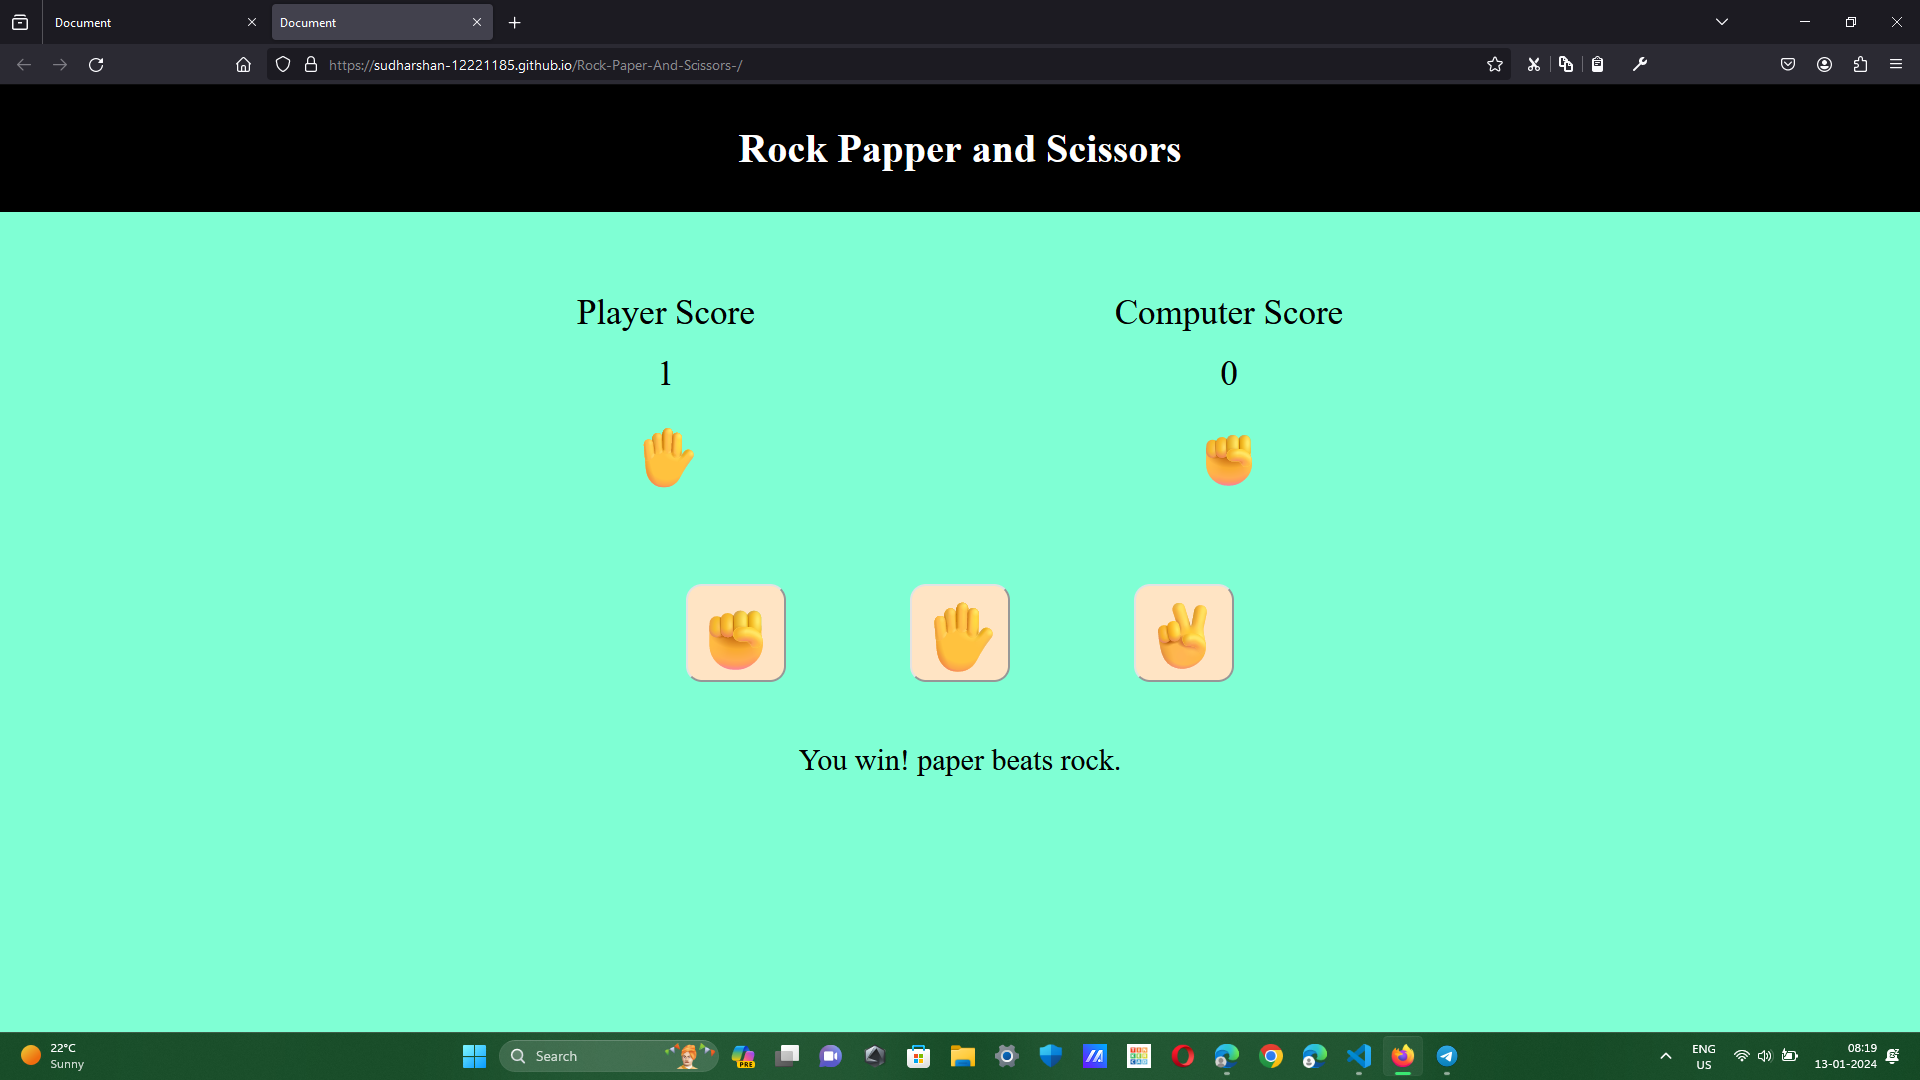 Document
Document
https://sudharshan-12221185.github.io/Rock-Paper-And-Scissors-/
Rock Papper and Scissors
Player Score
Computer Score
1
0
You win! paper beats rock.
22°C
Sunny
Search
PRE
ENG
US
08:19
13-01-2024